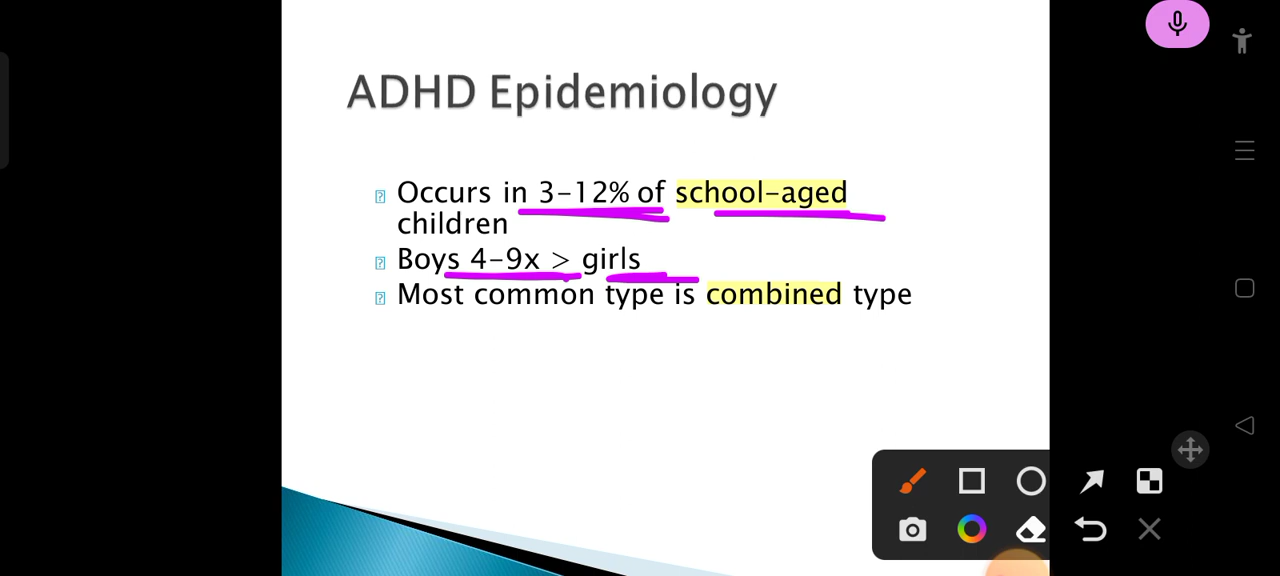 ADHD Epidemiology
Occurs in 3-12% of school-aged
children
Boys 4-9x > girls
Most common type is combined type